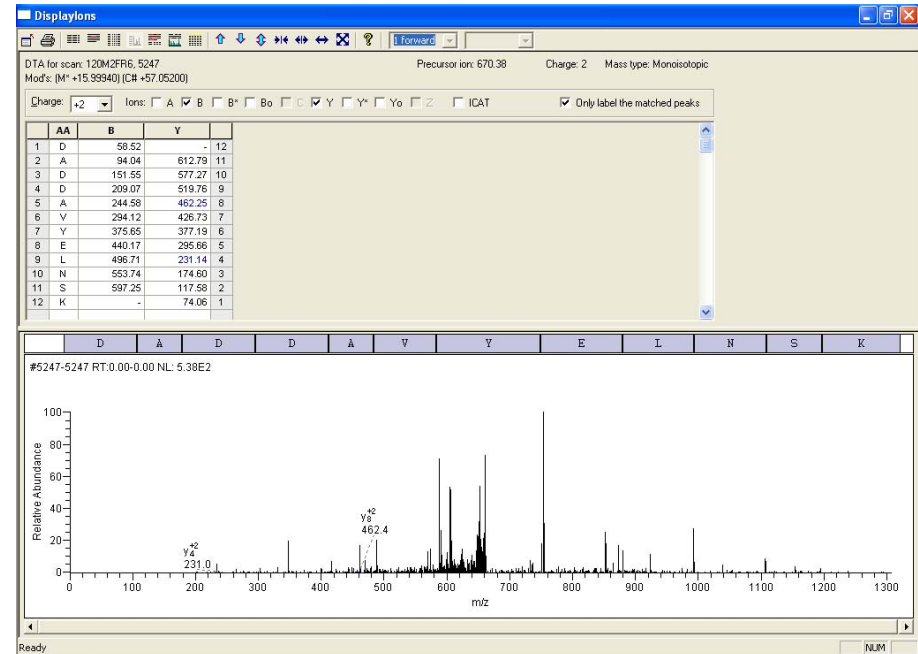 DisplayIons
1 Forward
DTA for scan: 120M2FR6, 5247 Precursor ion: 670.38 Charge: 2 Mass type: Monoisotopic
Mod's: (M* +15.99940) (C# +57.05200)
Charge: +2 Ions: A B B* Bo C Y Y* Yo Z ICAT Only label the matched peaks
AA B Y
1 D 58.52 - 12
2 A 94.04 612.79 11
3 D 151.55 577.27 10
4 D 209.07 519.76 9
5 A 244.58 462.25 8
6 V 294.12 426.73 7
7 Y 375.65 377.19 6
8 E 440.17 295.66 5
9 L 496.71 231.14 4
10 N 553.74 174.60 3
11 S 597.25 117.58 2
12 K - 74.06 1
D A D D A V Y E L N S K
#5247-5247 RT:0.00-0.00 NL: 5.38E2
100
80
60
40
20
0
Relative Abundance
y8+2
462.4
y4+2
231.0
0 100 200 300 400 500 600 700 800 900 1000 1100 1200 1300
m/z
Ready NUM